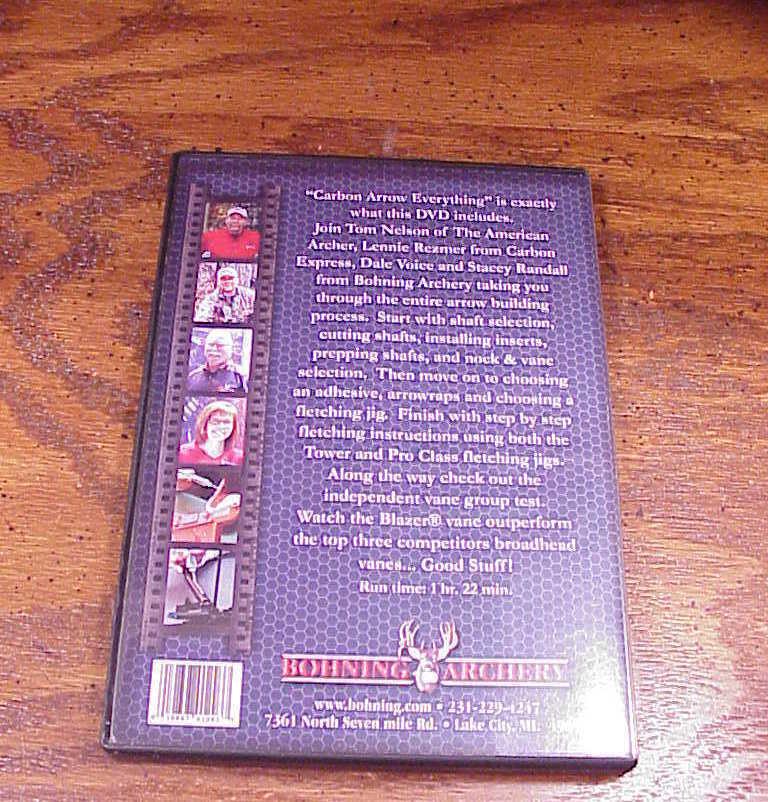 "Carbon Arrow Everything" is exactly
what this DVD includes.
Join Tom Nelson of The American
Archer, Lennie Rezmer from Carbon
Express, Dale Voice and Stacey Randall
from Bohning Archery taking you
through the entire arrow building
process. Start with shaft selection,
cutting shafts, installing inserts,
prepping shafts, and nock & vane
selection. Then move on to choosing
an adhesive, arrowraps and choosing a
fletching jig. Finish with step by step
fletching instructions using both the
Tower and Pro Class fletching jigs.
Along the way check out the
independent vane group test.
Watch the Blazer® vane outperform
the top three competitors broadhead
vanes... Good Stuff!
Run time: 1 hr. 22 min.
BOHNING ARCHERY
www.bohning.com • 231-229-4247
7361 North Seven mile Rd. • Lake City, MI.